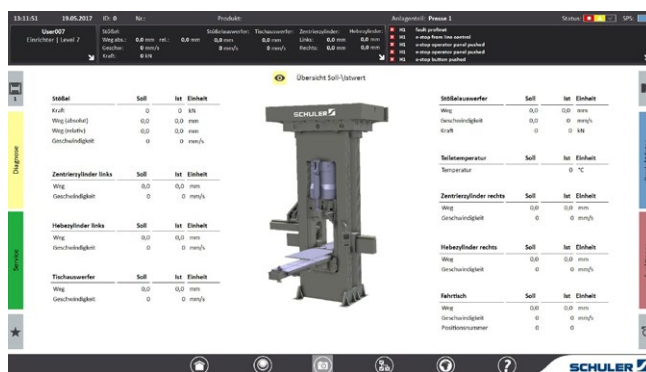 13:11:51 19.05.2017 ID: 0 Nr.: Produkt: Anlagenteil: Presse 1 Status: SPS:
User007
Einrichter | Level 7
Stößel:
Weg abs.: 0,0 mm rel.: 0,0 mm
Geschw.: 0 mm/s
Kraft: 0 kN
Stößelauswerfer:
0,0 mm
0 mm/s
Tischauswerfer:
0,0 mm
0 mm/s
Zentrierzylinder: Hebezylinder:
Links: 0,0 mm 0,0 mm
Rechts: 0,0 mm 0,0 mm
H1 fault profinet
H1 e-stop from line control
H1 e-stop operator panel pushed
H1 e-stop operator panel pushed
H1 e-stop button pushed
Übersicht Soll-\Istwert
1
Diagnose
Service
Stößel Soll Ist Einheit
Kraft 0 0 kN
Weg (absolut) 0,0 0,0 mm
Weg (relativ) 0,0 0,0 mm
Geschwindigkeit 0 0 mm/s
Zentrierzylinder links Soll Ist Einheit
Weg 0,0 0,0 mm
Geschwindigkeit 0 0 mm/s
Hebezylinder links Soll Ist Einheit
Weg 0,0 0,0 mm
Geschwindigkeit 0 0 mm/s
Tischauswerfer Soll Ist Einheit
Weg 0,0 0,0 mm
Geschwindigkeit 0 0 mm/s
SCHULER
Stößelauswerfer Soll Ist Einheit
Weg 0,0 0,0 mm
Geschwindigkeit 0,0 0 mm/s
Kraft 0 0 kN
Teiletemperatur Soll Ist Einheit
Temperatur 0 °C
Zentrierzylinder rechts Soll Ist Einheit
Weg 0,0 0,0 mm
Geschwindigkeit 0 0 mm/s
Hebezylinder rechts Soll Ist Einheit
Weg 0,0 0,0 mm
Geschwindigkeit 0 0 mm/s
Fahrtisch Soll Ist Einheit
Weg 0,0 0,0 mm
Geschwindigkeit 0 0 mm/s
Positionsnummer 0 0
?
SCHULER